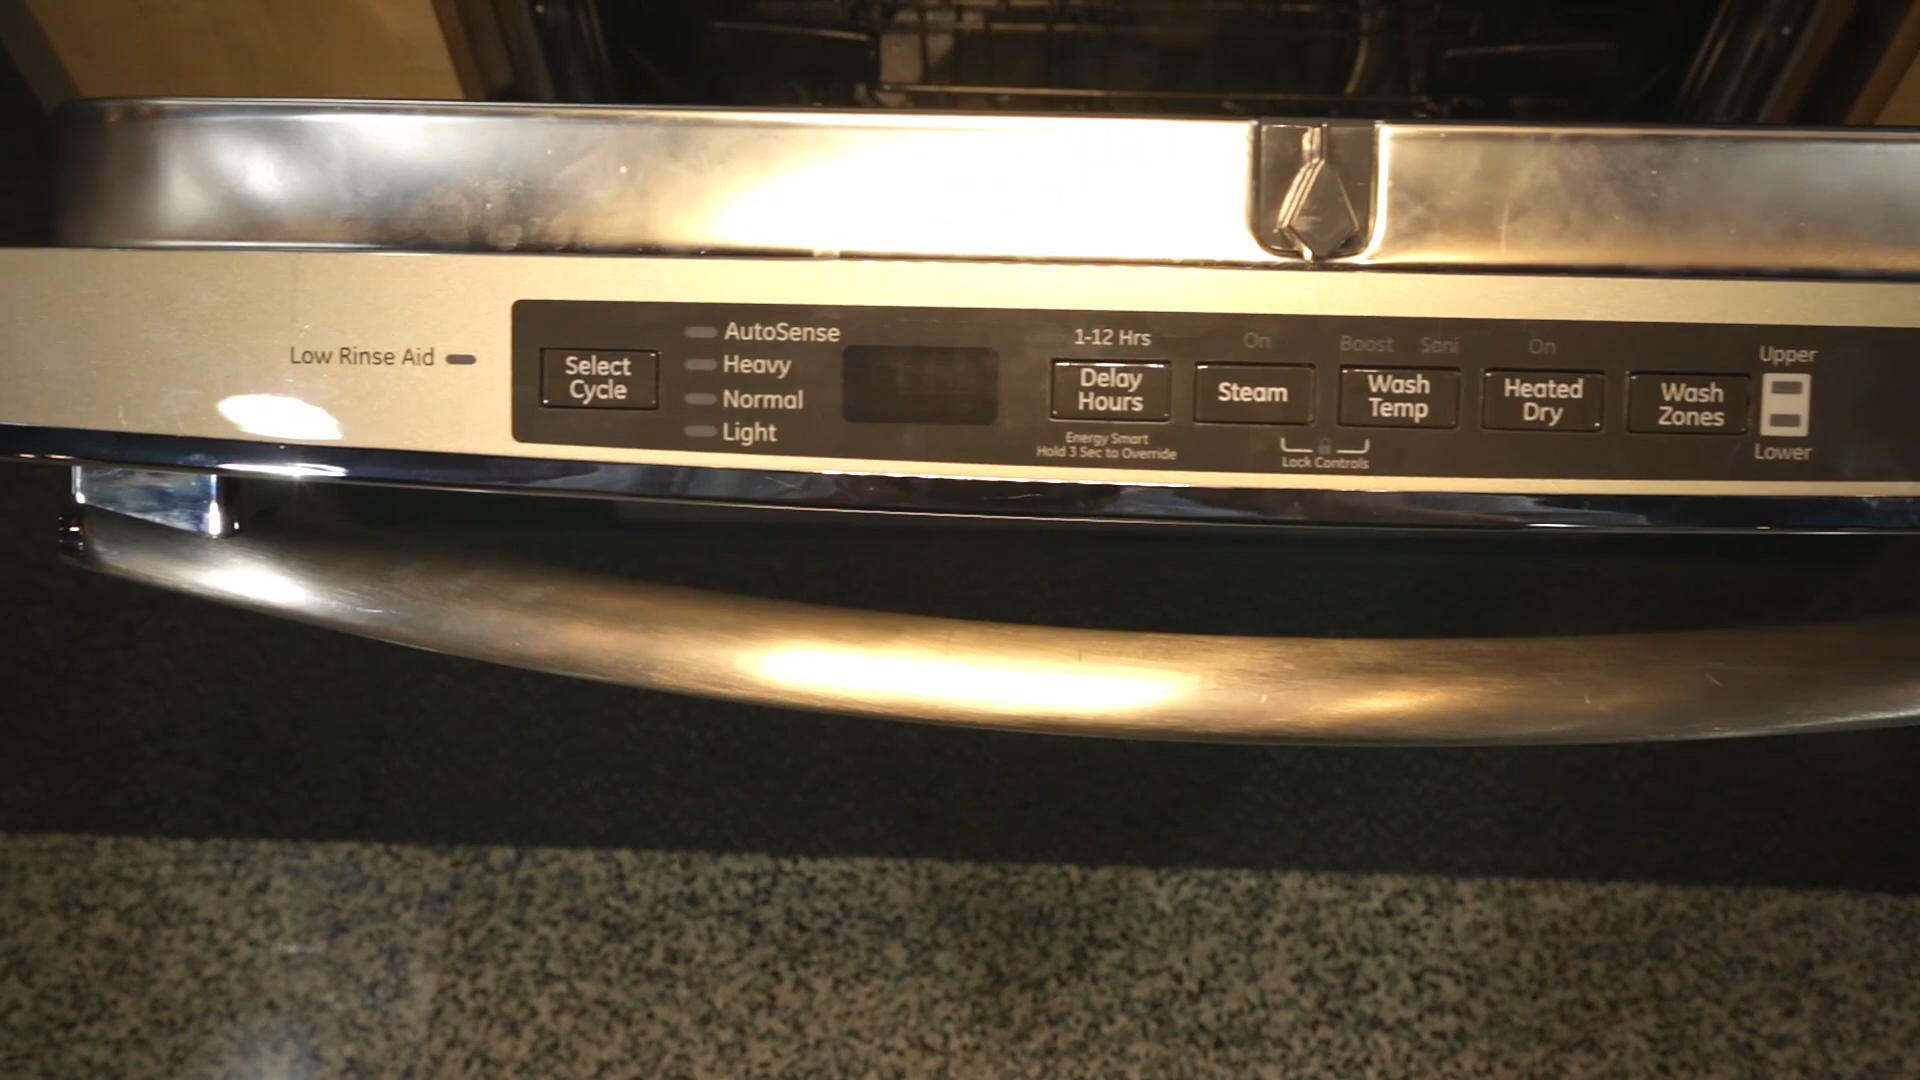 Low Rinse Aid
Select
Cycle
AutoSense
Heavy
Normal
Light
1-12 Hrs
Delay
Hours
Energy Smart
Hold 3 Sec to Override
On
Steam
Boost Sani
Wash
Temp
Lock Controls
On
Heated
Dry
Wash
Zones
Upper
Lower